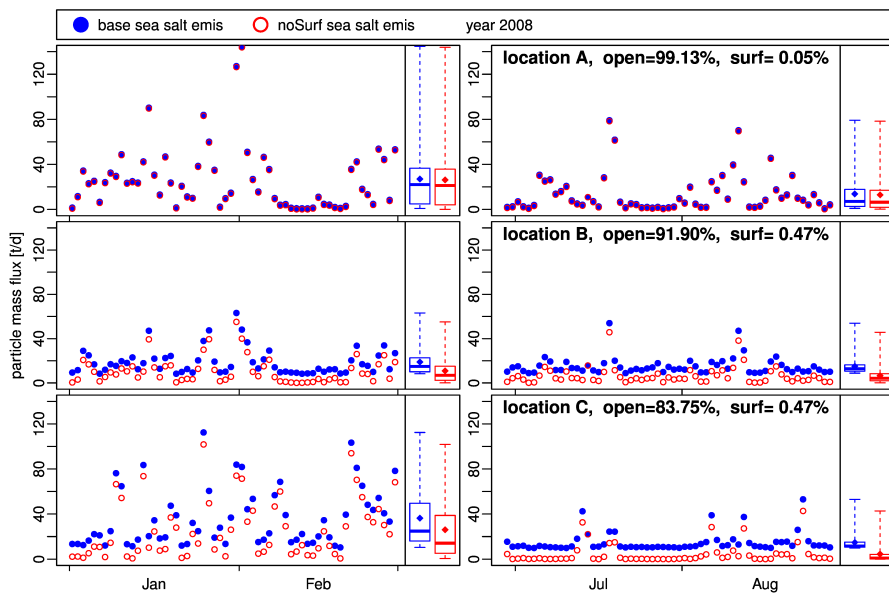 base sea salt emis noSurf sea salt emis year 2008
location A, open=99.13%, surf= 0.05%
0 40 80 120
0 40 80 120
location B, open=91.90%, surf= 0.47%
particle mass flux [t/d]
0 40 80 120
0 40 80 120
location C, open=83.75%, surf= 0.47%
0 40 80 120
0 40 80 120
Jan Feb Jul Aug